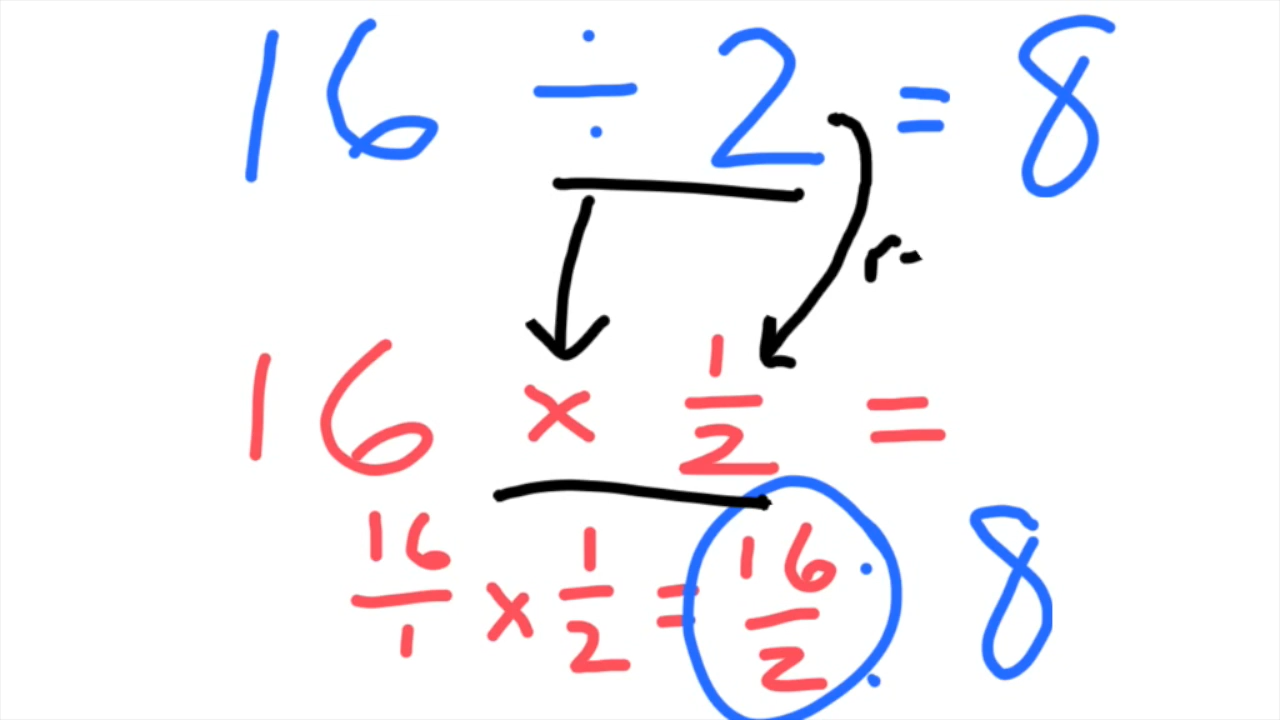 16 ÷ 2 = 8
r
16 × 1/2 =
16/1 × 1/2 = 16/2 8